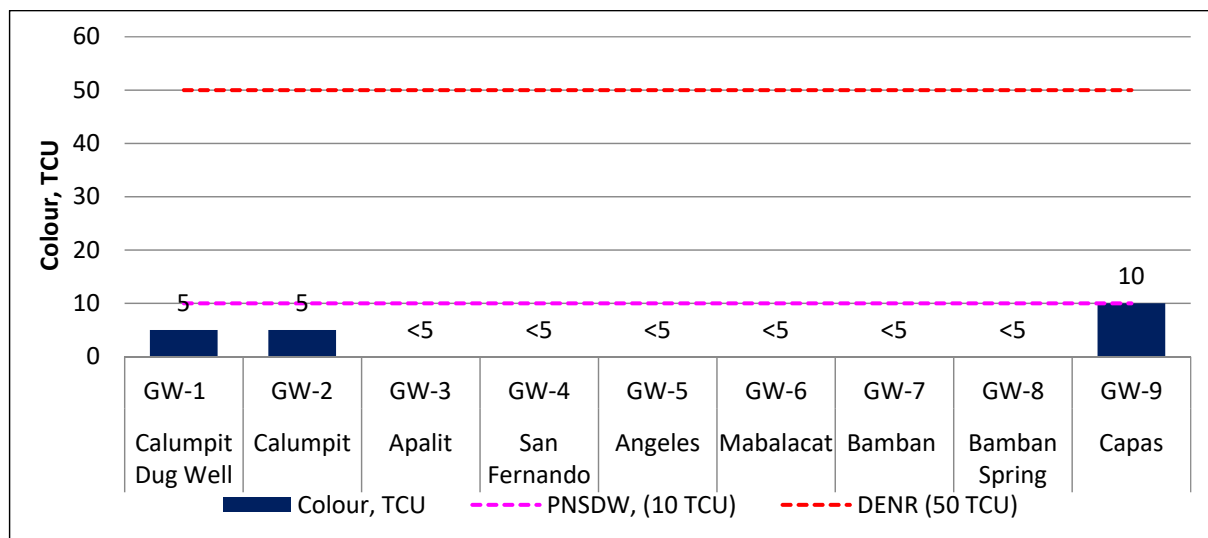 60
50
40
30
20
10
0
Colour, TCU
5 5 <5 <5 <5 <5 <5 <5 10
GW-1 GW-2 GW-3 GW-4 GW-5 GW-6 GW-7 GW-8 GW-9
Calumpit Calumpit Apalit San Angeles Mabalacat Bamban Bamban Capas
Dug Well Fernando Spring
Colour, TCU PNSDW, (10 TCU) DENR (50 TCU)